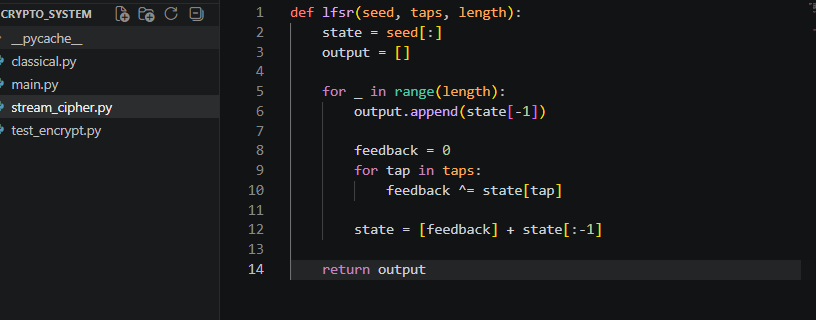 CRYPTO_SYSTEM
__pycache__
classical.py
main.py
stream_cipher.py
test_encrypt.py
1 def lfsr(seed, taps, length):
2     state = seed[:]
3     output = []
4
5     for _ in range(length):
6         output.append(state[-1])
7
8         feedback = 0
9         for tap in taps:
10             feedback ^= state[tap]
11
12         state = [feedback] + state[:-1]
13
14     return output